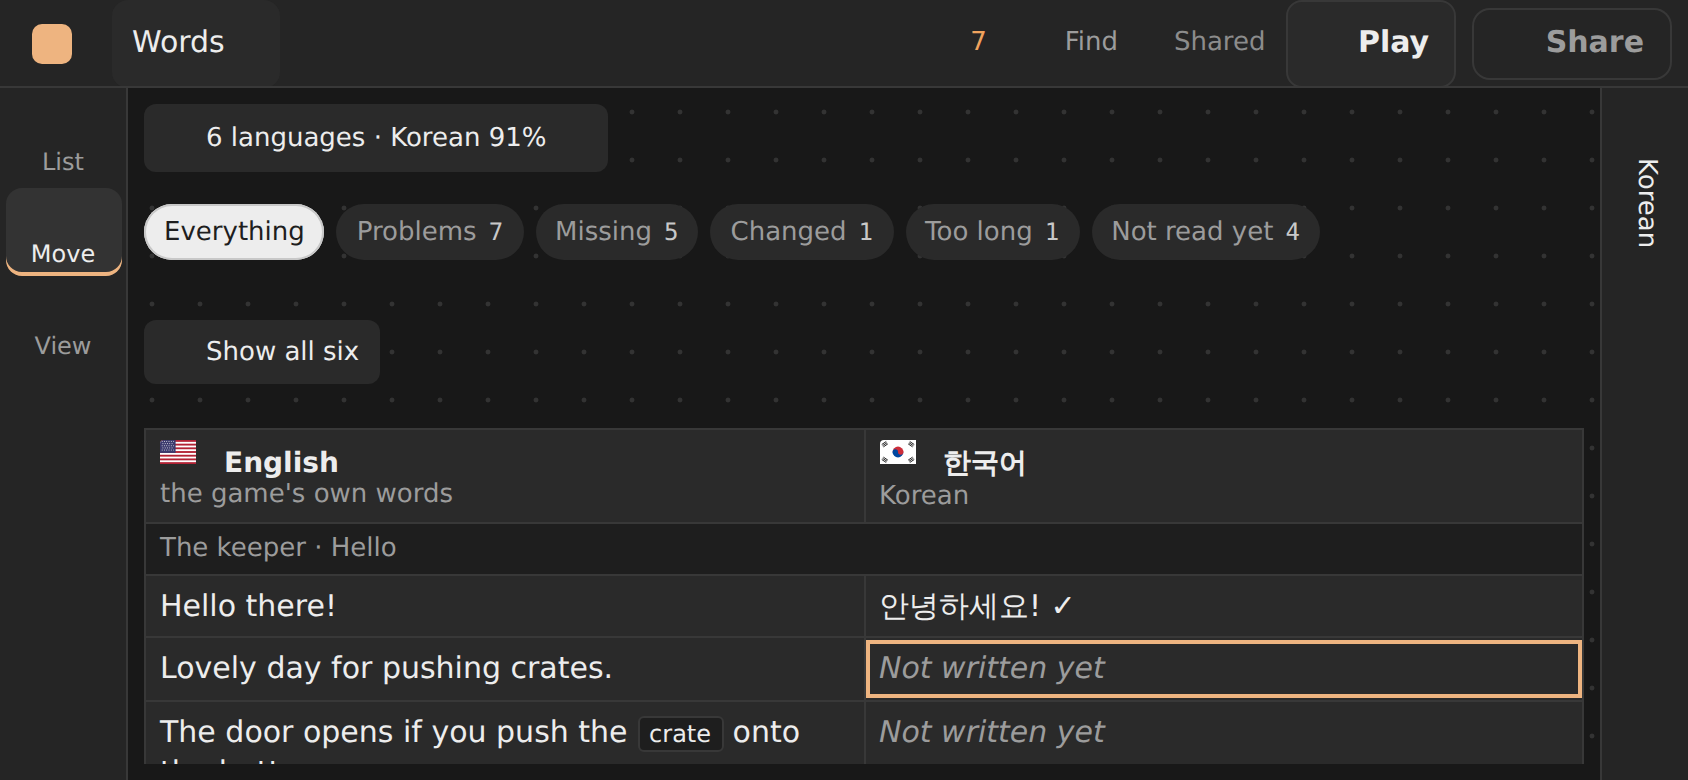 Words
7
Find
Shared
Play
Share
List
Move
View
6 languages · Korean 91%
Everything
Problems 7
Missing 5
Changed 1
Too long 1
Not read yet 4
Show all six
English
the game's own words
한국어
Korean
The keeper · Hello
Hello there!
안녕하세요! ✓
Lovely day for pushing crates.
Not written yet
The door opens if you push the crate onto
Not written yet
Korean